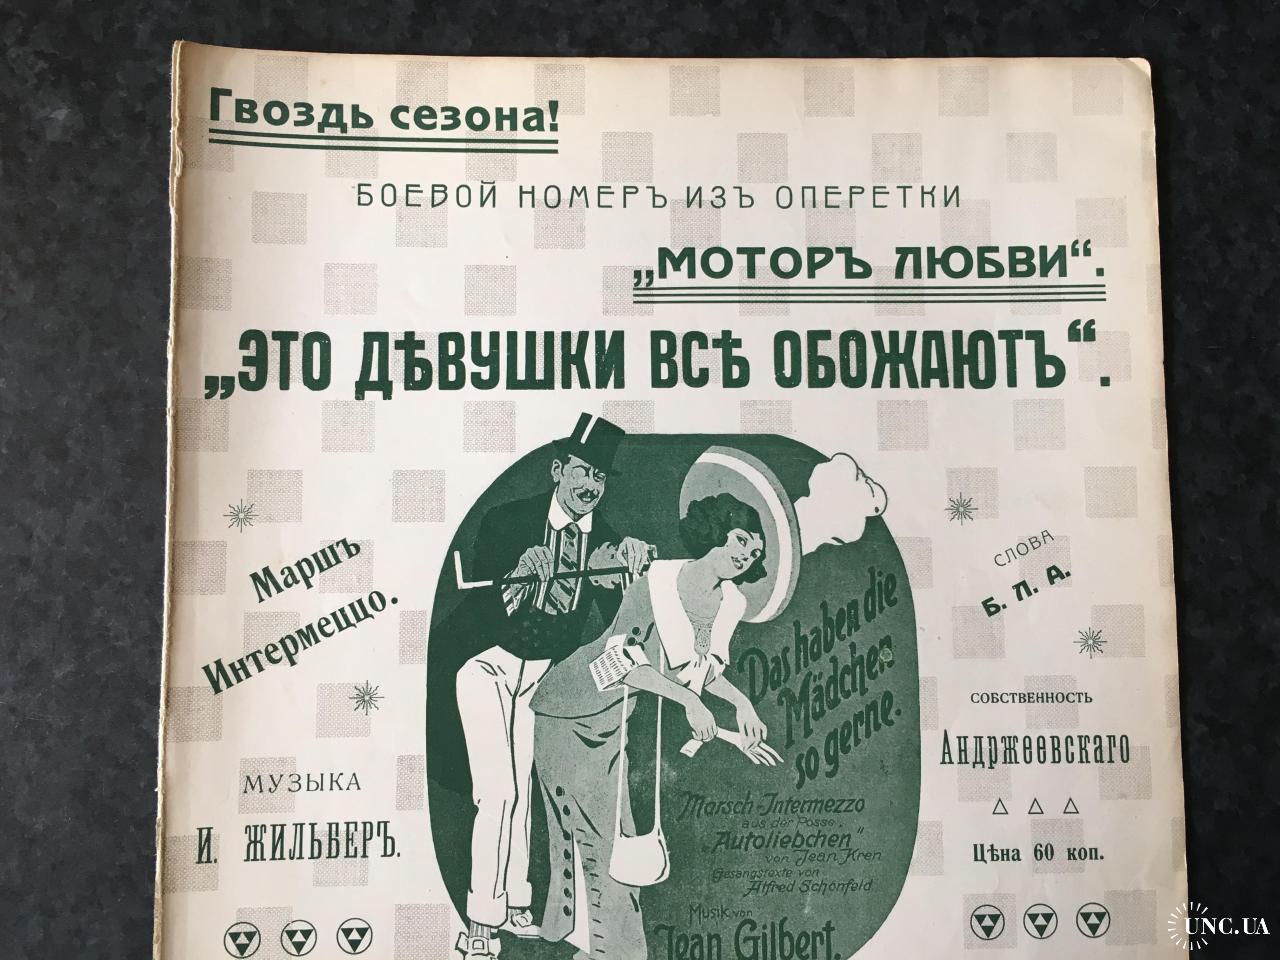 Гвоздь сезона!
БОЕВОЙ НОМЕРЪ ИЗЪ ОПЕРЕТКИ
„МОТОРЪ ЛЮБВИ“.
„ЭТО ДѢВУШКИ ВСѢ ОБОЖАЮТЪ“.
Маршъ
Интермеццо.
СЛОВА
Б. Л. А.
Das haben die
Mädchen
so gerne.
СОБСТВЕННОСТЬ
Андржеевскаго
МУЗЫКА
И. ЖИЛЬБЕРЪ.
Marsch-Intermezzo
aus der Posse
„Autoliebchen“
von Jean Kren
Gesangstexte von
Alfred Schönfeld
Цѣна 60 коп.
Musik von
Jean Gilbert.
UNC.UA